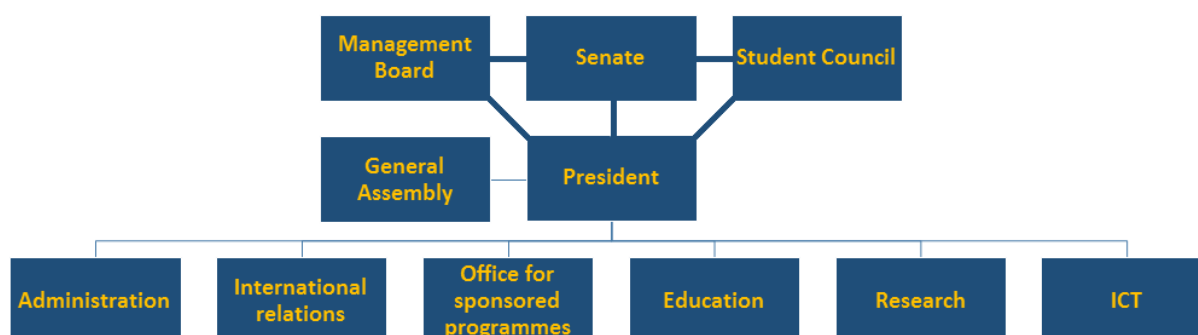 Management
Board
Senate
Student Council
General
Assembly
President
Administration
International
relations
Office for
sponsored
programmes
Education
Research
ICT